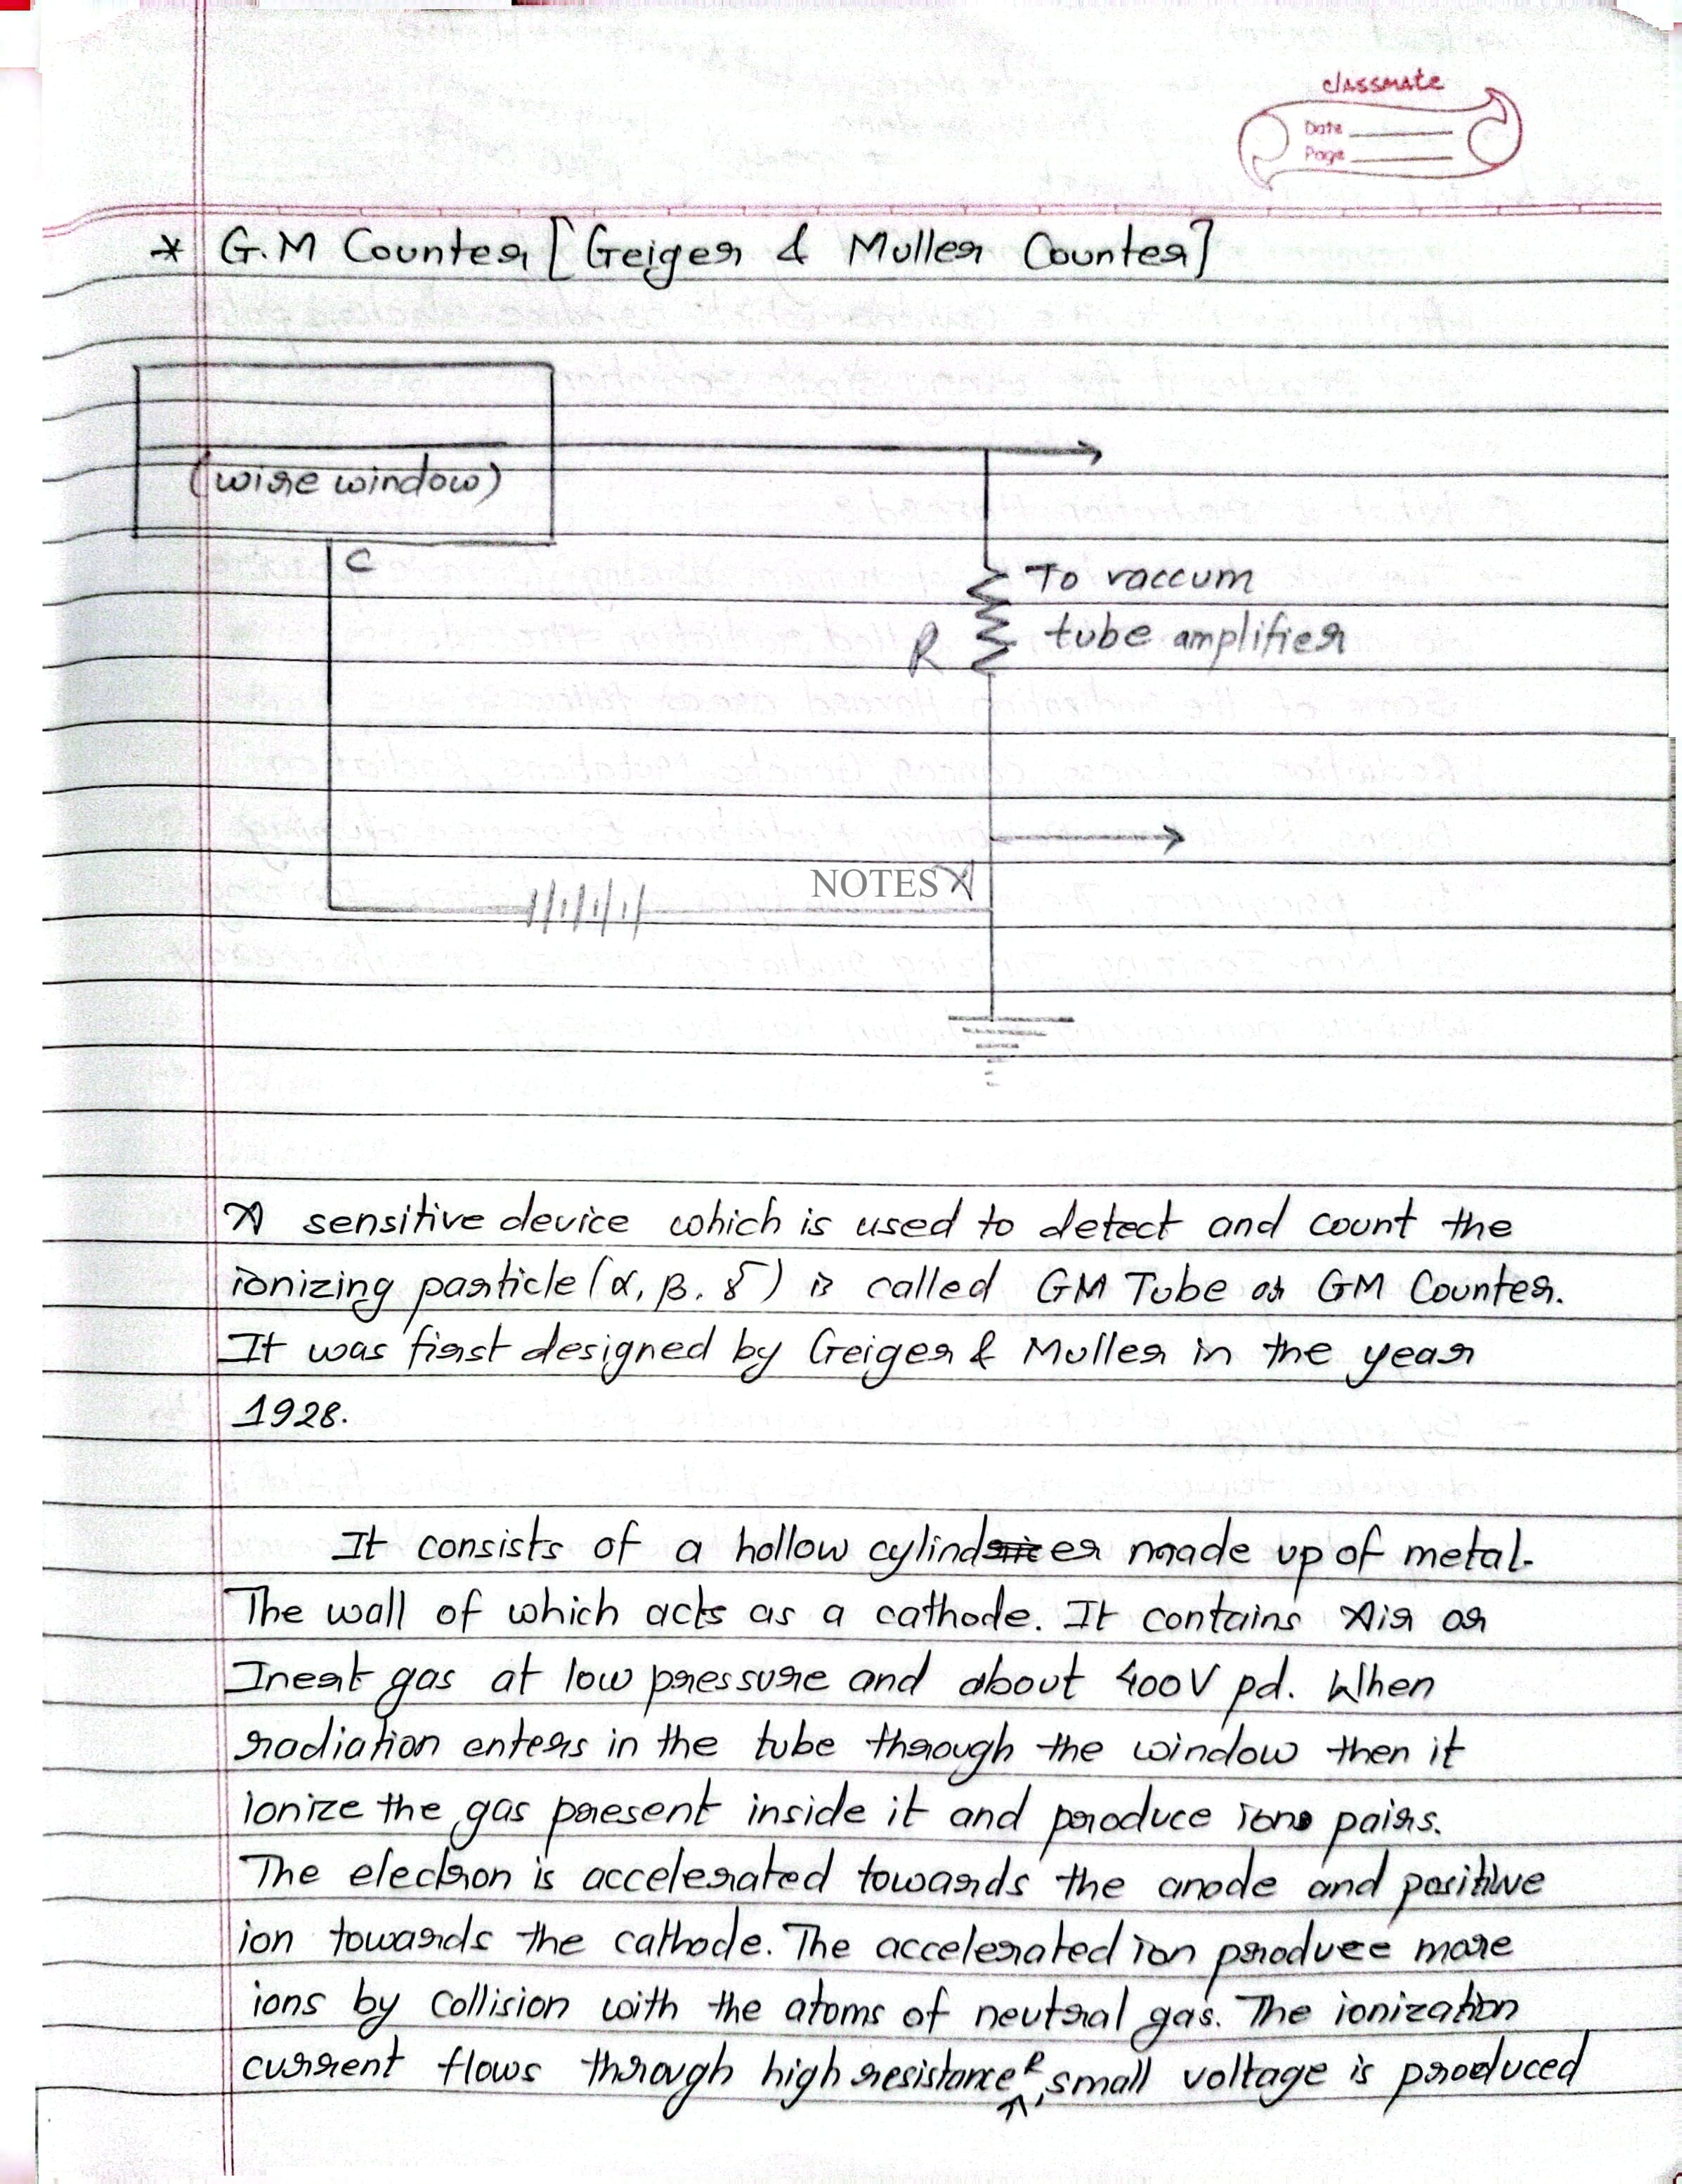 classmate
Date
Page
* G.M Counter [Geiger & Muller Counter]
(wire window)
C
To vaccum
R tube amplifier
NOTES A
A sensitive device which is used to detect and count the
ionizing particle (α, β, δ) is called GM Tube or GM Counter.
It was first designed by Geiger & Muller in the year
1928.
It consists of a hollow cylinder made up of metal.
The wall of which acts as a cathode. It contains Air or
Inert gas at low pressure and about 400V pd. When
radiation enters in the tube through the window then it
Ionize the gas present inside it and produce ion pairs.
The electron is accelerated towards the anode and positive
ion towards the cathode. The accelerated ion produce more
ions by collision with the atoms of neutral gas. The ionization
current flows through high resistance R, small voltage is produced